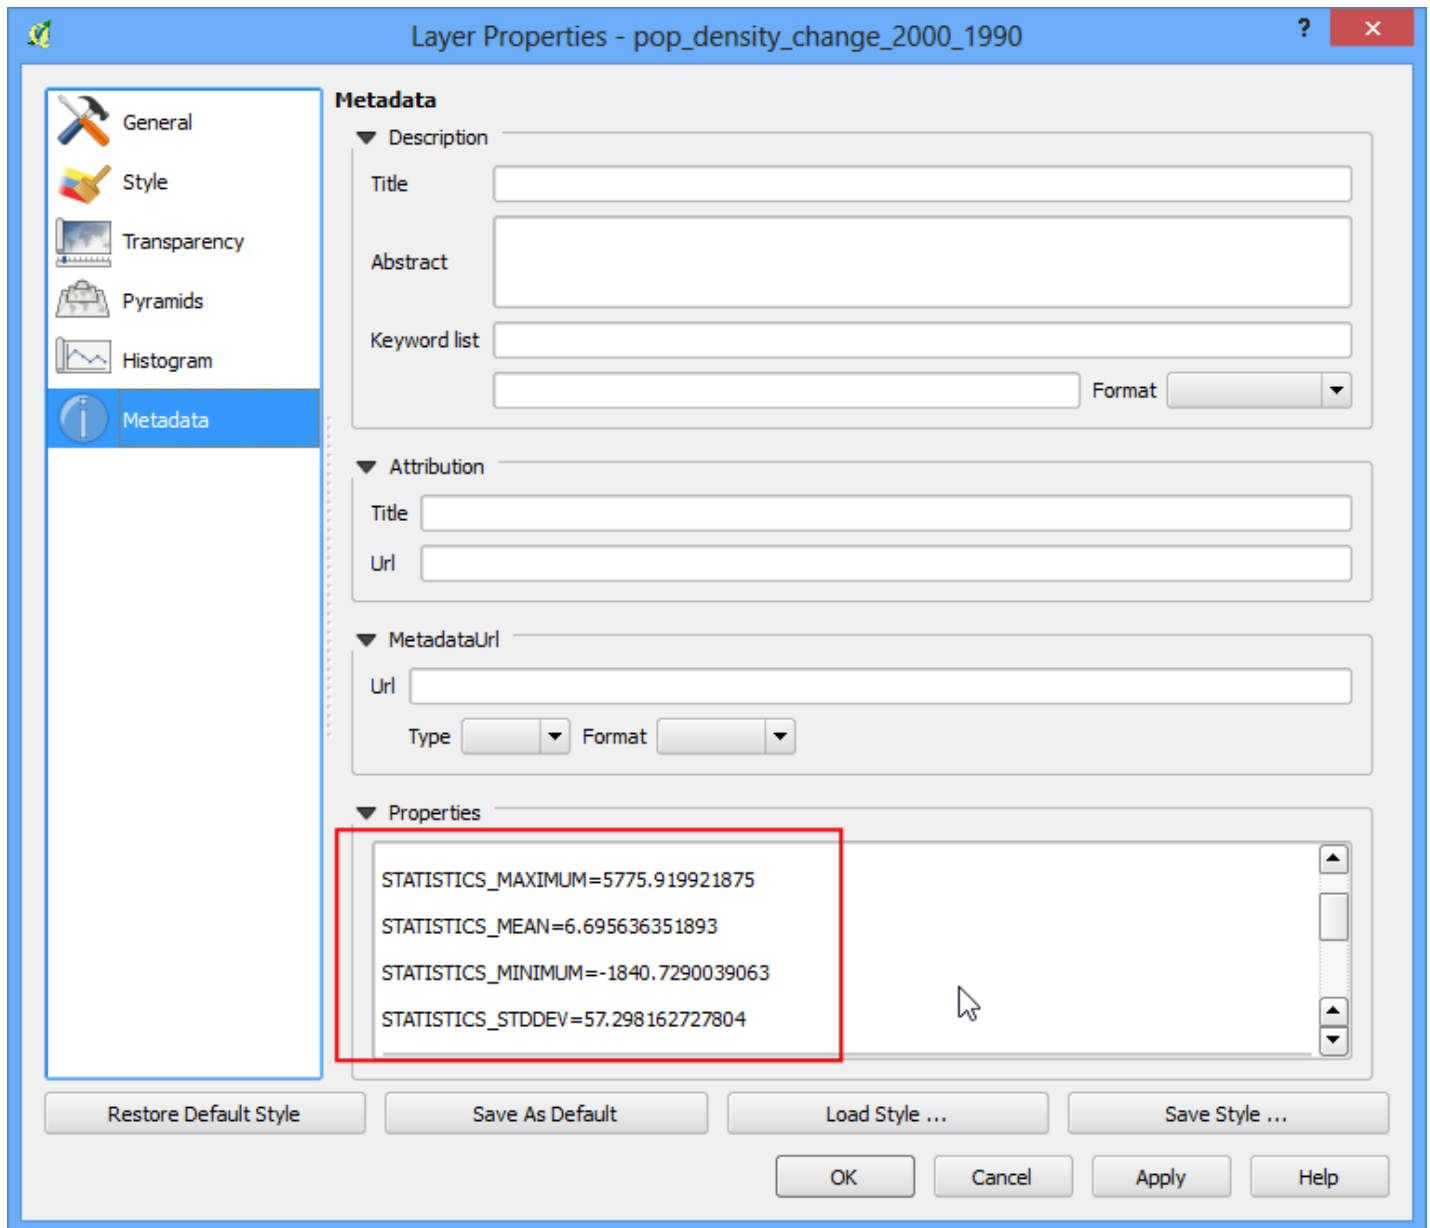 Layer Properties - pop_density_change_2000_1990
?
General
Style
Transparency
Pyramids
Histogram
Metadata
Metadata
Description
Title
Abstract
Keyword list
Format
Attribution
Title
Url
MetadataUrl
Url
Type Format
Properties
STATISTICS_MAXIMUM=5775.919921875
STATISTICS_MEAN=6.695636351893
STATISTICS_MINIMUM=-1840.7290039063
STATISTICS_STDDEV=57.298162727804
Restore Default Style Save As Default Load Style ... Save Style ...
OK Cancel Apply Help